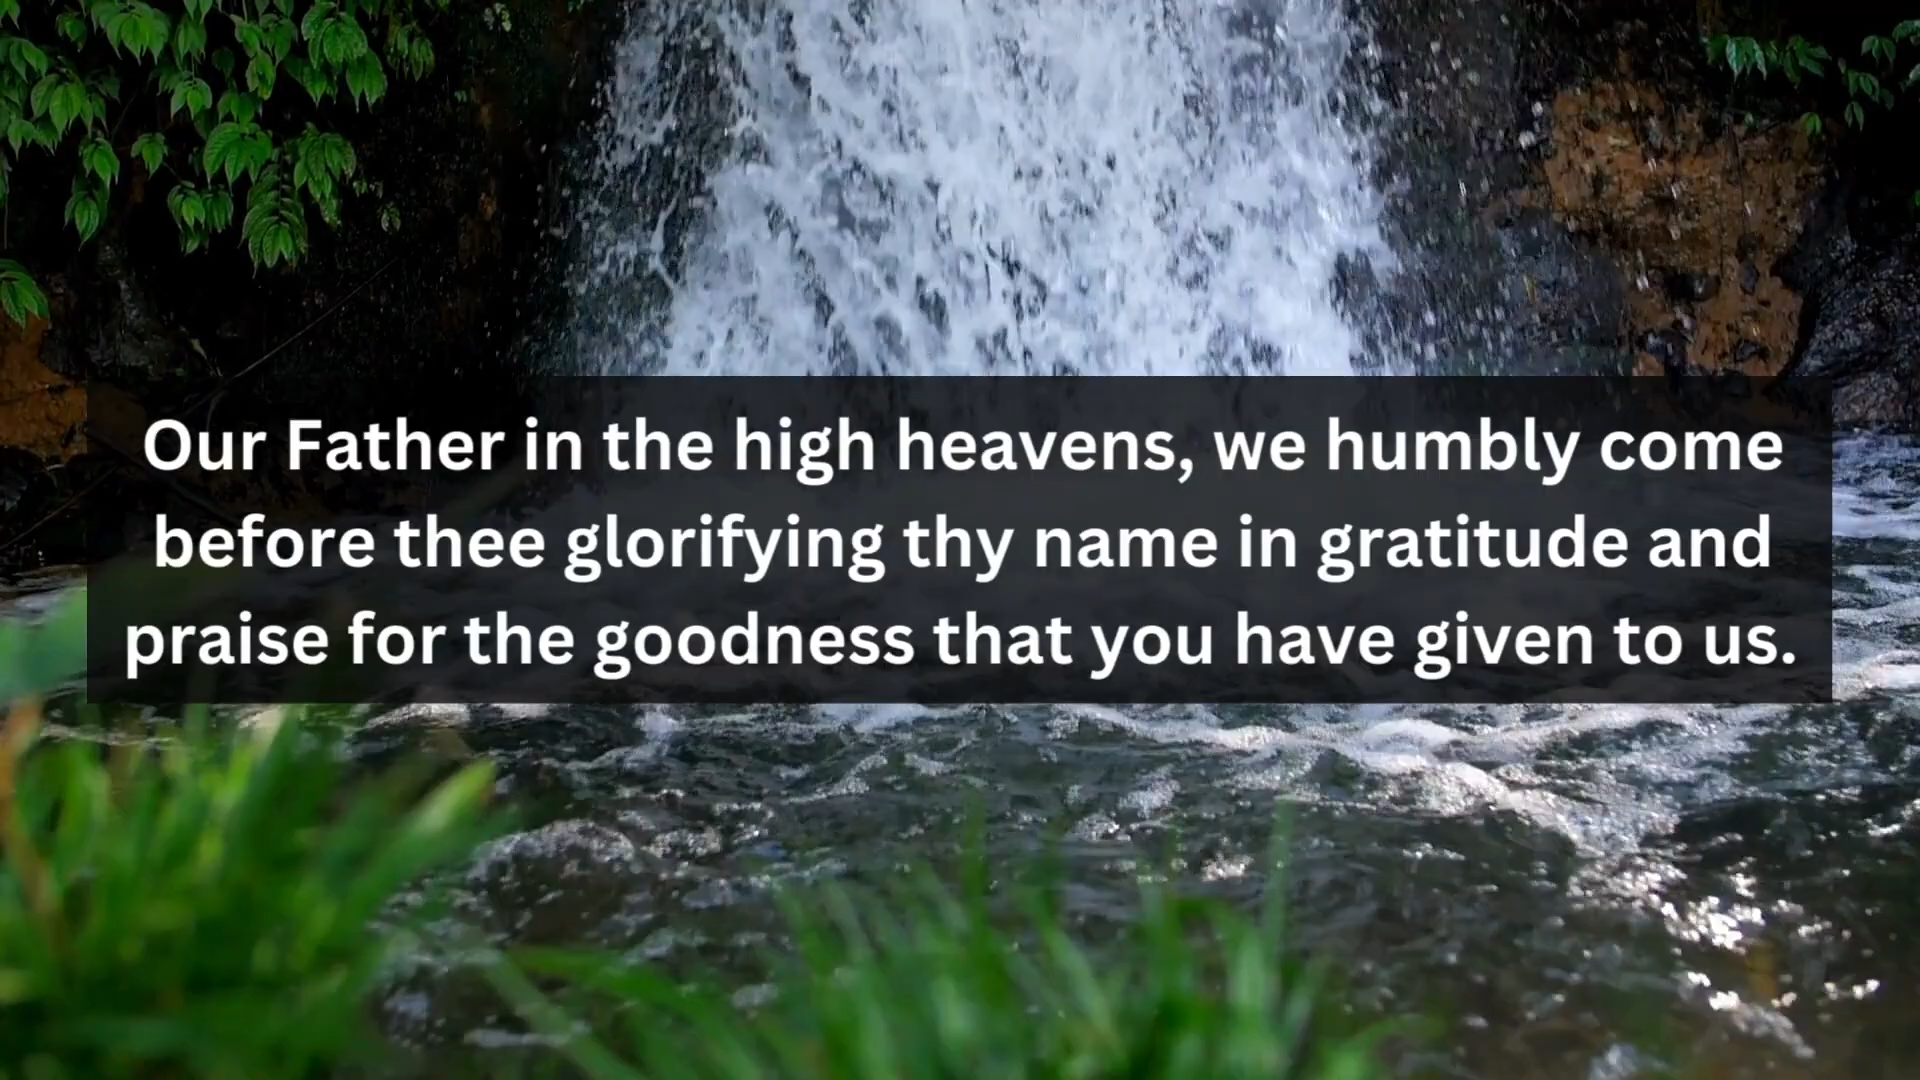 Our Father in the high heavens, we humbly come
before thee glorifying thy name in gratitude and
praise for the goodness that you have given to us.